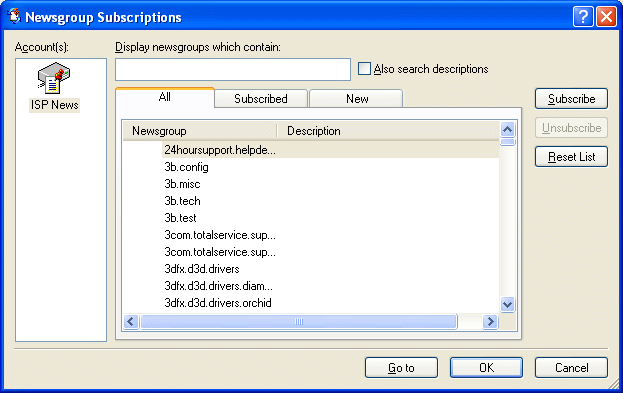 Newsgroup Subscriptions
Account(s):
Display newsgroups which contain:
ISP News
Also search descriptions
All
Subscribed
New
Newsgroup
Description
24hoursupport.helpde...
3b.config
3b.misc
3b.tech
3b.test
3com.totalservice.sup...
3com.totalservice.sup...
3dfx.d3d.drivers
3dfx.d3d.drivers.diam...
3dfx.d3d.drivers.orchid
Subscribe
Unsubscribe
Reset List
Go to
OK
Cancel